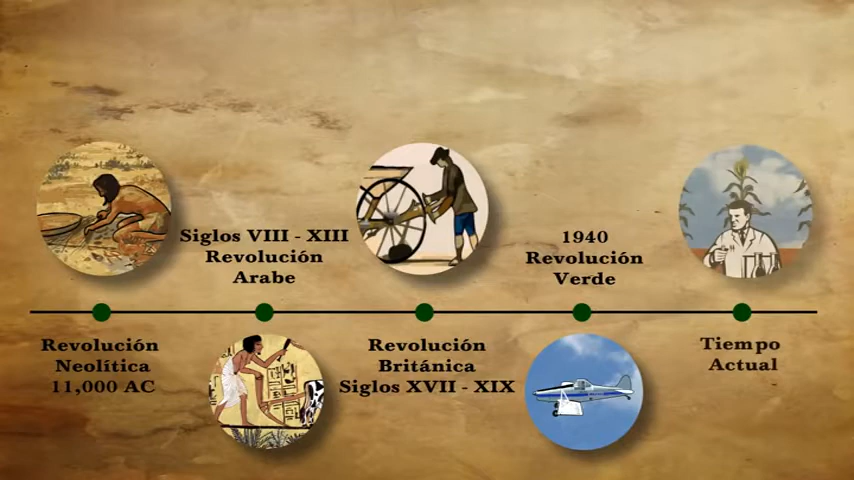 Revolución
Neolítica
11,000 AC
Siglos VIII - XIII
Revolución
Arabe
Revolución
Británica
Siglos XVII - XIX
1940
Revolución
Verde
Tiempo
Actual